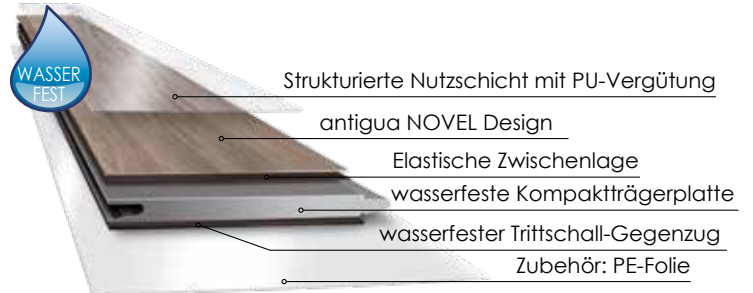 WASSER
FEST
Strukturierte Nutzschicht mit PU-Vergütung
antigua NOVEL Design
Elastische Zwischenlage
wasserfeste Kompaktträgerplatte
wasserfester Trittschall-Gegenzug
Zubehör: PE-Folie